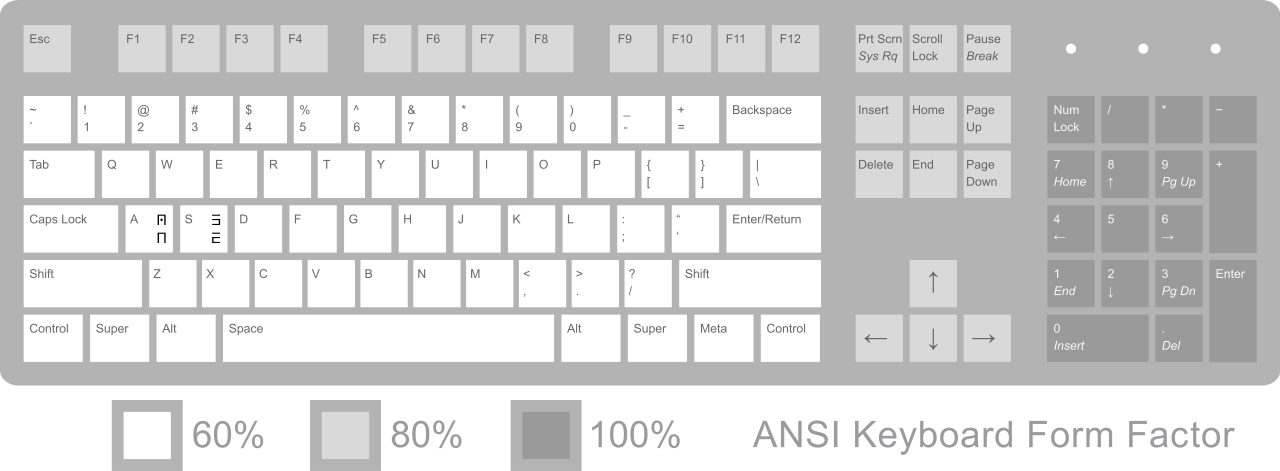 Esc F1 F2 F3 F4 F5 F6 F7 F8 F9 F10 F11 F12 Prt Scrn Scroll Pause
Sys Rq Lock Break
~ ! @ # $ % ^ & * ( ) _ + Backspace Insert Home Page Num / * −
` 1 2 3 4 5 6 7 8 9 0 - = Up Lock
Tab Q W E R T Y U I O P { } | Delete End Page 7 8 9 +
[ ] \ Down Home ↑ Pg Up
Caps Lock A S D F G H J K L : “ Enter/Return 4 5 6
; ‘ ← →
Shift Z X C V B N M < > ? Shift ↑ 1 2 3 Enter
, . / End ↓ Pg Dn
Control Super Alt Space Alt Super Meta Control ← ↓ → 0 .
Insert Del
60% 80% 100% ANSI Keyboard Form Factor